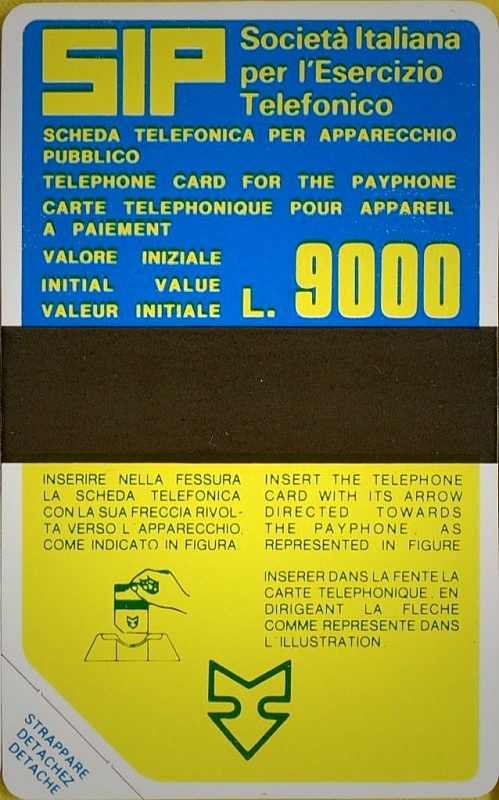 SIP
Società Italiana
per l'Esercizio
Telefonico
SCHEDA TELEFONICA PER APPARECCHIO
PUBBLICO
TELEPHONE CARD FOR THE PAYPHONE
CARTE TELEPHONIQUE POUR APPAREIL
A PAIEMENT
VALORE INIZIALE
INITIAL VALUE
VALEUR INITIALE
L. 9000
INSERIRE NELLA FESSURA
LA SCHEDA TELEFONICA
CON LA SUA FRECCIA RIVOL-
TA VERSO L'APPARECCHIO,
COME INDICATO IN FIGURA.
INSERT THE TELEPHONE
CARD WITH ITS ARROW
DIRECTED TOWARDS
THE PAYPHONE, AS
REPRESENTED IN FIGURE
INSERER DANS LA FENTE LA
CARTE TELEPHONIQUE, EN
DIRIGEANT LA FLECHE
COMME REPRESENTE DANS
L'ILLUSTRATION.
STRAPPARE
DETACHEZ
DETACHE